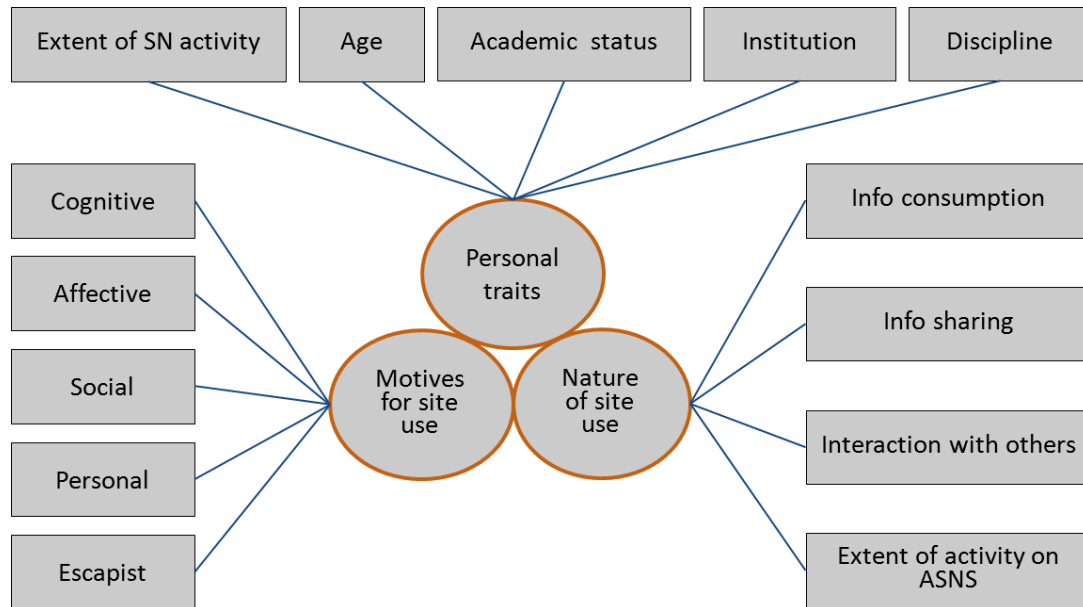 Extent of SN activity
Age
Academic status
Institution
Discipline
Cognitive
Affective
Social
Personal
Escapist
Personal
traits
Motives
for site
use
Nature
of site
use
Info consumption
Info sharing
Interaction with others
Extent of activity on
ASNS